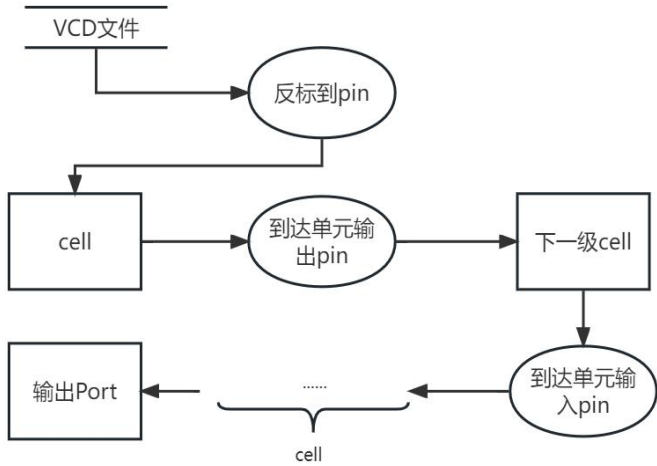 VCD文件
反标到pin
cell
到达单元输
出pin
下一级cell
输出Port
......
到达单元输
入pin
cell